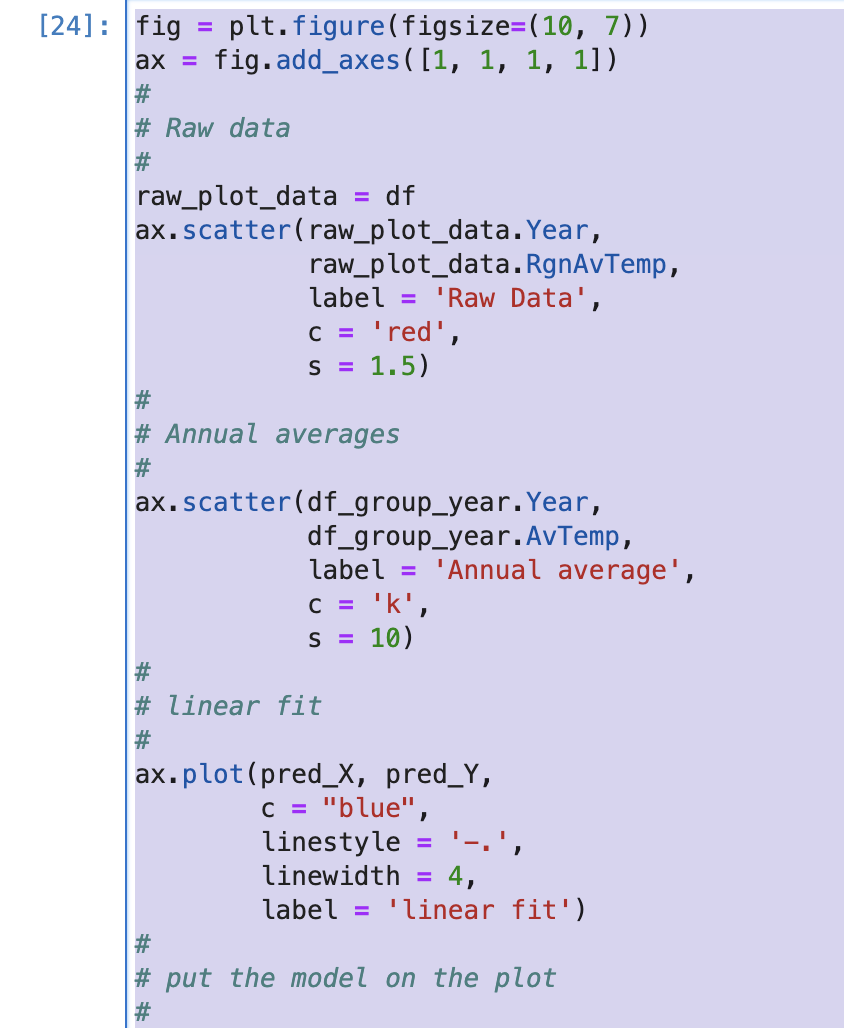 [24]: fig = plt.figure(figsize=(10, 7))
ax = fig.add_axes([1, 1, 1, 1])
#
# Raw data
#
raw_plot_data = df
ax.scatter(raw_plot_data.Year,
           raw_plot_data.RgnAvTemp,
           label = 'Raw Data',
           c = 'red',
           s = 1.5)
#
# Annual averages
#
ax.scatter(df_group_year.Year,
           df_group_year.AvTemp,
           label = 'Annual average',
           c = 'k',
           s = 10)
#
# linear fit
#
ax.plot(pred_X, pred_Y,
        c = "blue",
        linestyle = '-.',
        linewidth = 4,
        label = 'linear fit')
#
# put the model on the plot
#